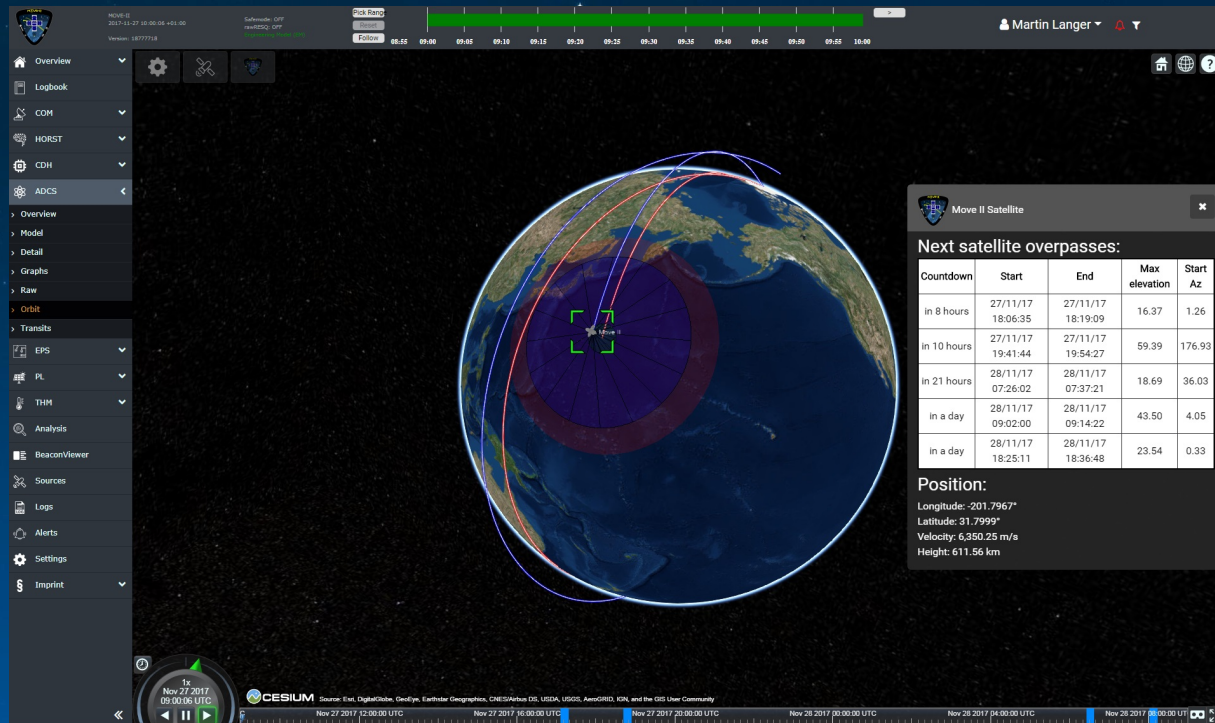 MOVE-II
2017-11-27 10:00:08 +01:00
Version: 18777718
Safemode: OFF
rawRESQ: OFF
Pick Range
Reset
Follow
08:55 09:00 09:05 09:10 09:15 09:20 09:25 09:30 09:35 09:40 09:45 09:50 09:55 10:00
>
Martin Langer
Overview
Logbook
COM
HORST
CDH
ADCS
Overview
Model
Detail
Graphs
Raw
Orbit
Transits
EPS
PL
THM
Analysis
BeaconViewer
Sources
Logs
Alerts
Settings
Imprint
Move II
Move II Satellite
Next satellite overpasses:
Countdown Start End Max elevation Start Az
in 8 hours 27/11/17 18:06:35 27/11/17 18:19:09 16.37 1.26
in 10 hours 27/11/17 19:41:44 27/11/17 19:54:27 59.39 176.93
in 21 hours 28/11/17 07:26:02 28/11/17 07:37:21 18.69 36.03
in a day 28/11/17 09:02:00 28/11/17 09:14:22 43.50 4.05
in a day 28/11/17 18:25:11 28/11/17 18:36:48 23.54 0.33
Position:
Longitude: -201.7967°
Latitude: 31.7999°
Velocity: 6,350.25 m/s
Height: 611.56 km
1x
Nov 27 2017
09:00:06 UTC
CESIUM Source: Esri, DigitalGlobe, GeoEye, Earthstar Geographics, CNES/Airbus DS, USDA, USGS, AeroGRID, IGN, and the GIS User Community
Nov 27 2017 12:00:00 UTC Nov 27 2017 16:00:00 UTC Nov 27 2017 20:00:00 UTC Nov 28 2017 00:00:00 UTC Nov 28 2017 04:00:00 UTC Nov 28 2017 08:00:00 UT